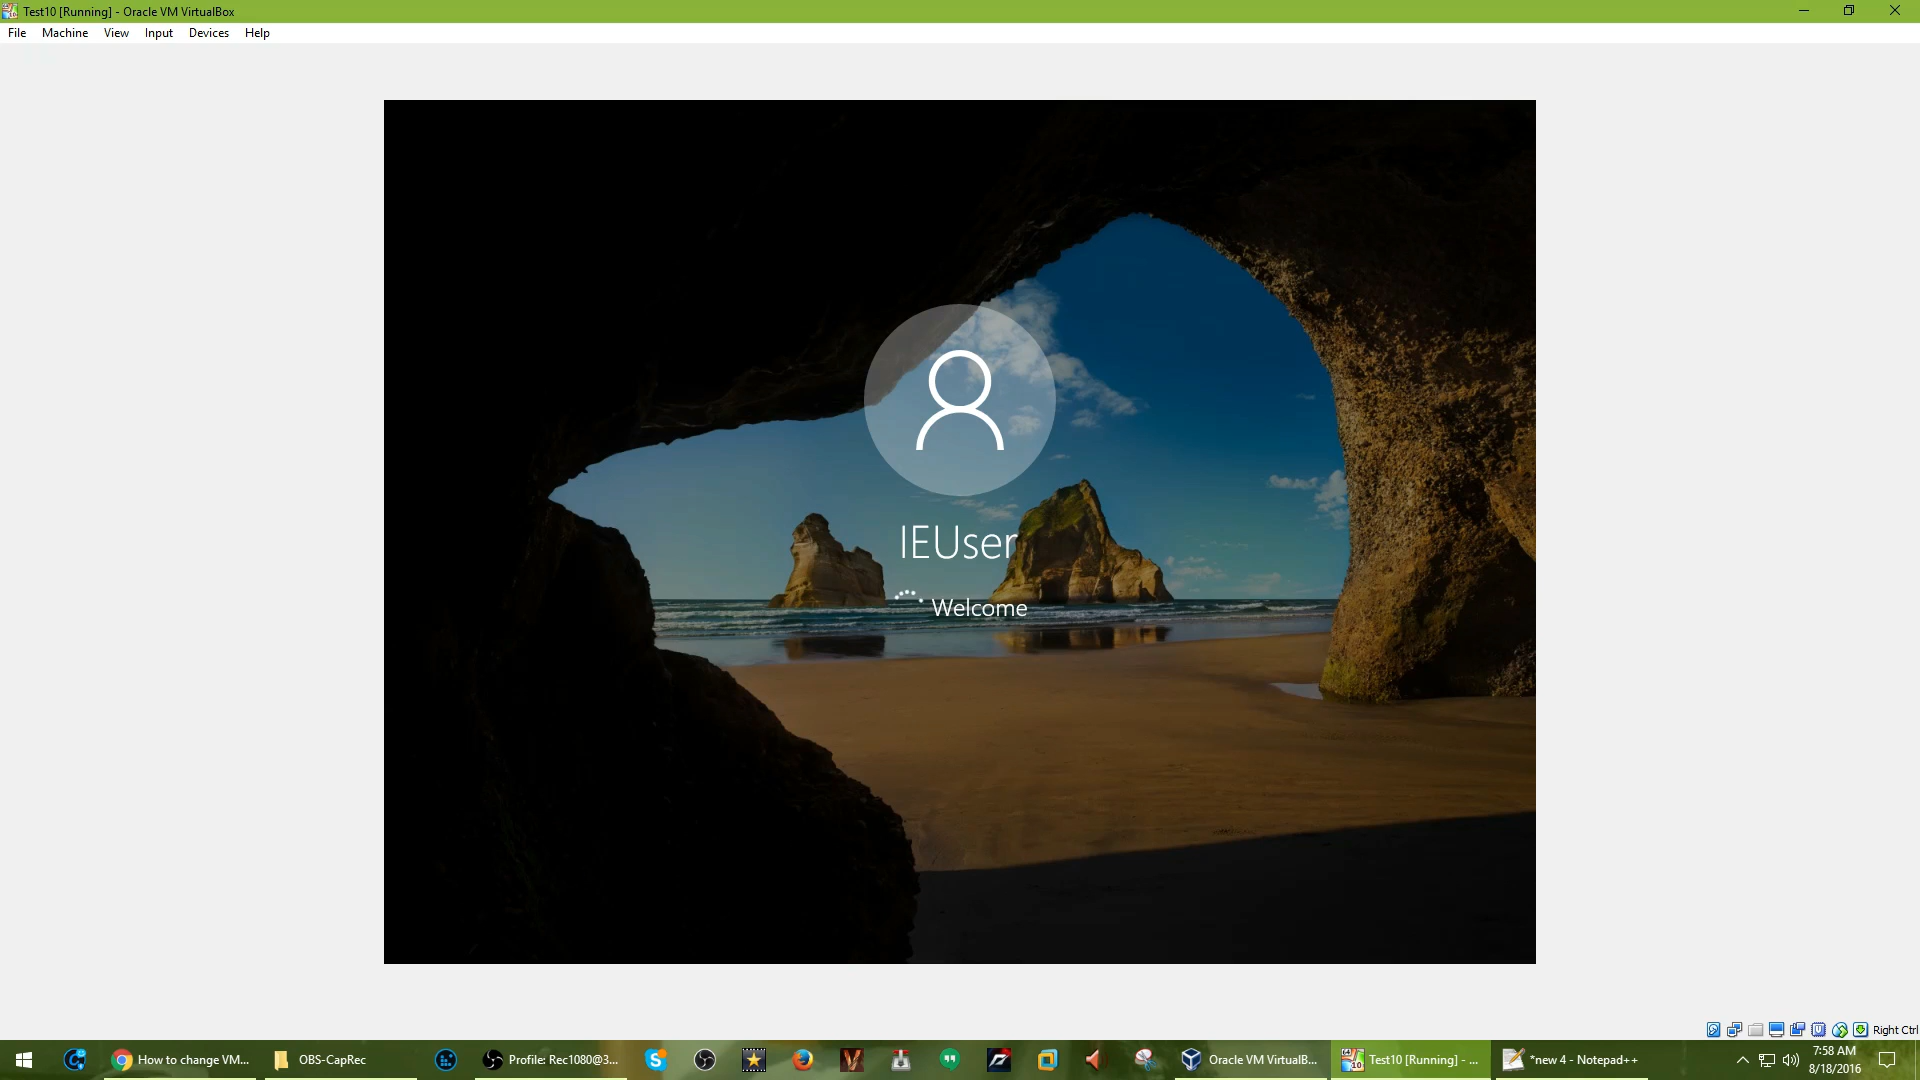 Test10 [Running] - Oracle VM VirtualBox
File Machine View Input Devices Help
IEUser
Welcome
Right Ctrl
How to change VM...
OBS-CapRec
Profile: Rec1080@3...
Oracle VM VirtualB...
Test10 [Running] - ...
*new 4 - Notepad++
7:58 AM
8/18/2016